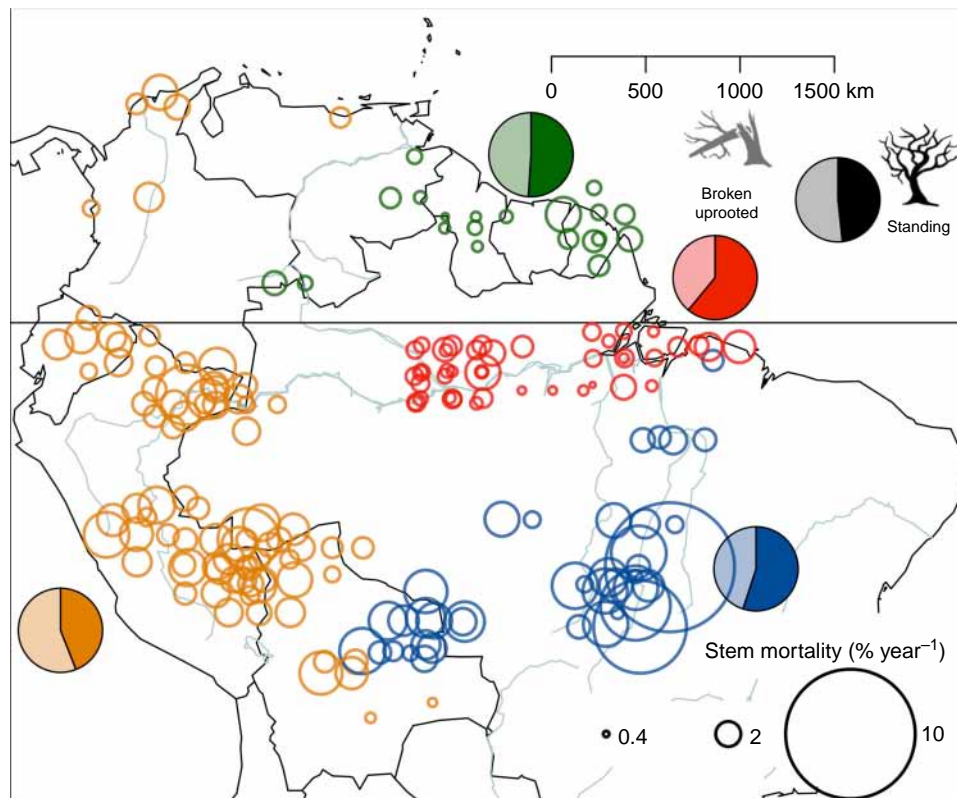 0 500 1000 1500 km
Broken
uprooted
Standing
Stem mortality (% year⁻¹)
0.4 2 10